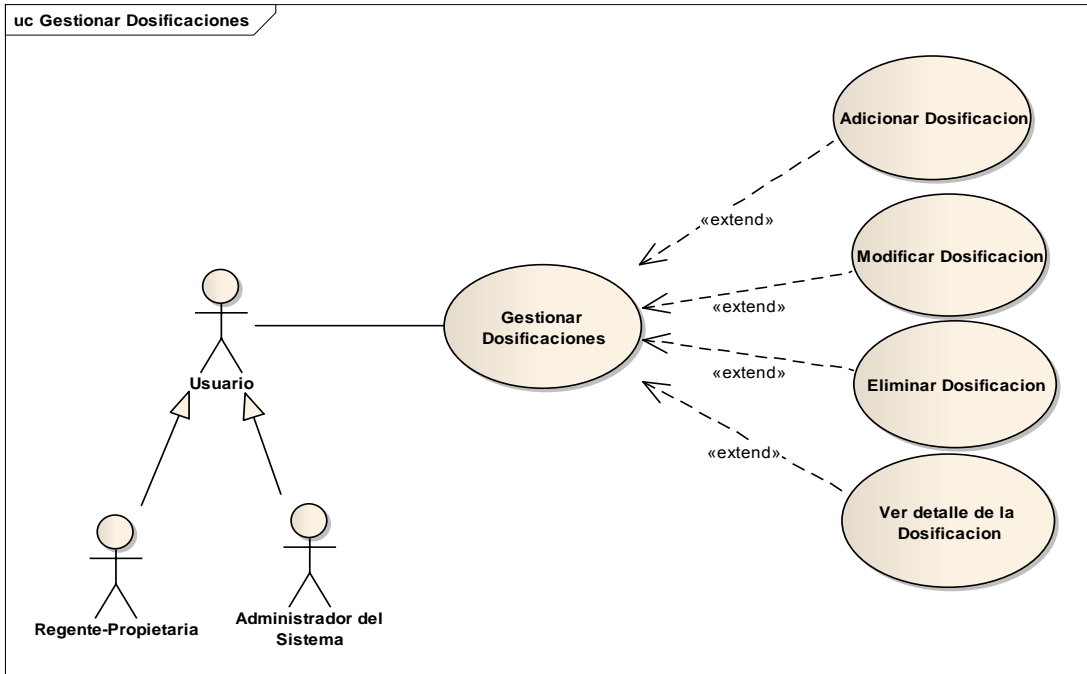 uc Gestionar Dosificaciones
Adicionar Dosificacion
«extend»
Modificar Dosificacion
«extend»
Gestionar
Dosificaciones
Eliminar Dosificacion
«extend»
Usuario
«extend»
Ver detalle de la
Dosificacion
Regente-Propietaria
Administrador del
Sistema